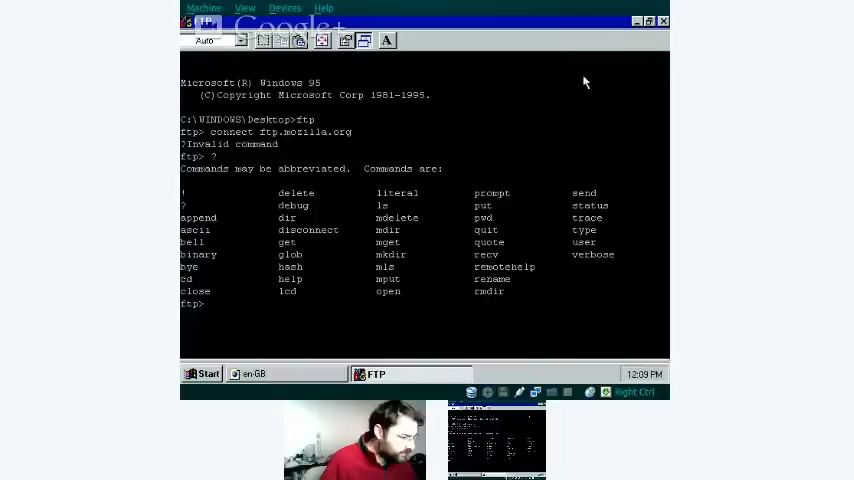 Machine View Devices Help
Google+
FTP
Auto A
Microsoft(R) Windows 95
(C)Copyright Microsoft Corp 1981-1995.
C:\WINDOWS\Desktop>ftp
ftp> connect ftp.mozilla.org
?Invalid command
ftp> ?
Commands may be abbreviated. Commands are:
! delete literal prompt send
? debug ls put status
append dir mdelete pwd trace
ascii disconnect mdir quit type
bell get mget quote user
binary glob mkdir recv verbose
bye hash mls remotehelp
cd help mput rename
close lcd open rmdir
ftp>
Start en-GB FTP 12:09 PM
Right Ctrl